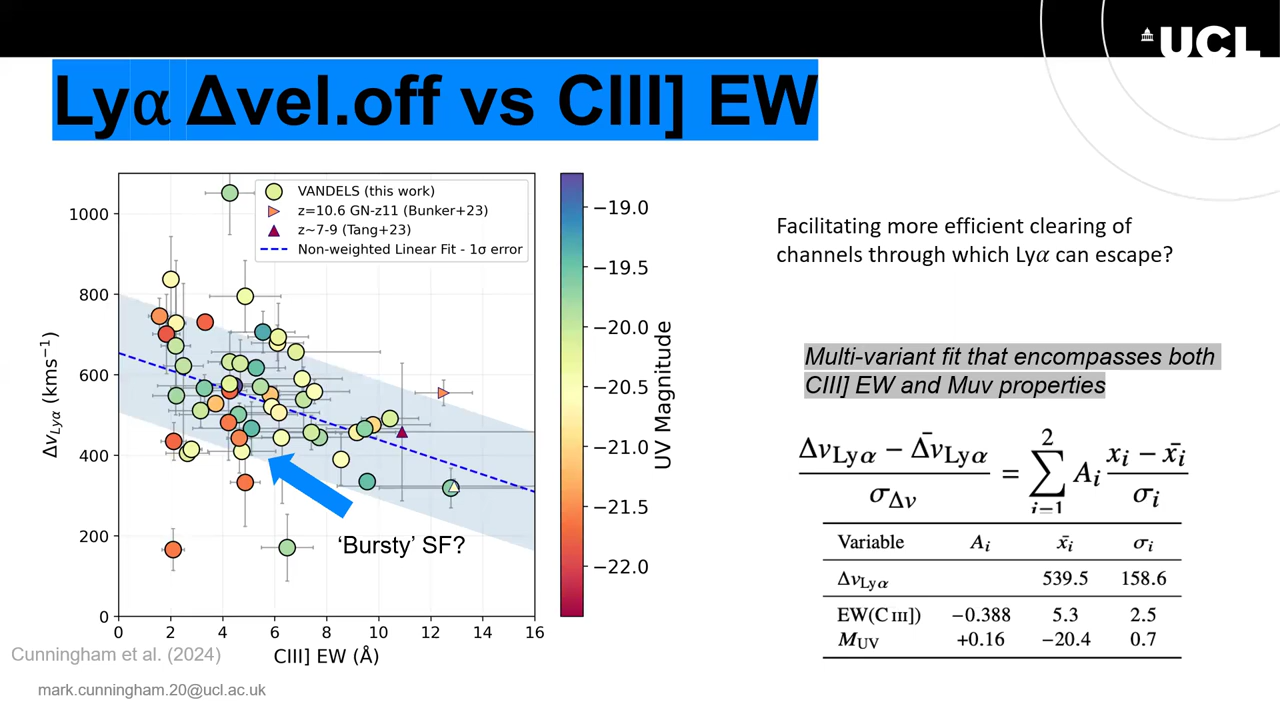 UCL
Lyα Δvel.off vs CIII] EW
VANDELS (this work)
z=10.6 GN-z11 (Bunker+23)
z~7-9 (Tang+23)
Non-weighted Linear Fit - 1σ error
1000
800
600
400
200
0
Δv_Lyα (kms⁻¹)
0 2 4 6 8 10 12 14 16
CIII] EW (Å)
'Bursty' SF?
−19.0
−19.5
−20.0
−20.5
−21.0
−21.5
−22.0
UV Magnitude
Facilitating more efficient clearing of
channels through which Lyα can escape?
Multi-variant fit that encompasses both
CIII] EW and Muv properties
(Δv_Lyα − Δ̄v_Lyα) / σ_Δv = ∑_{i=1}^{2} A_i (x_i − x̄_i) / σ_i
Variable A_i x̄_i σ_i
Δv_Lyα 539.5 158.6
EW(C III]) −0.388 5.3 2.5
M_UV +0.16 −20.4 0.7
Cunningham et al. (2024)
mark.cunningham.20@ucl.ac.uk